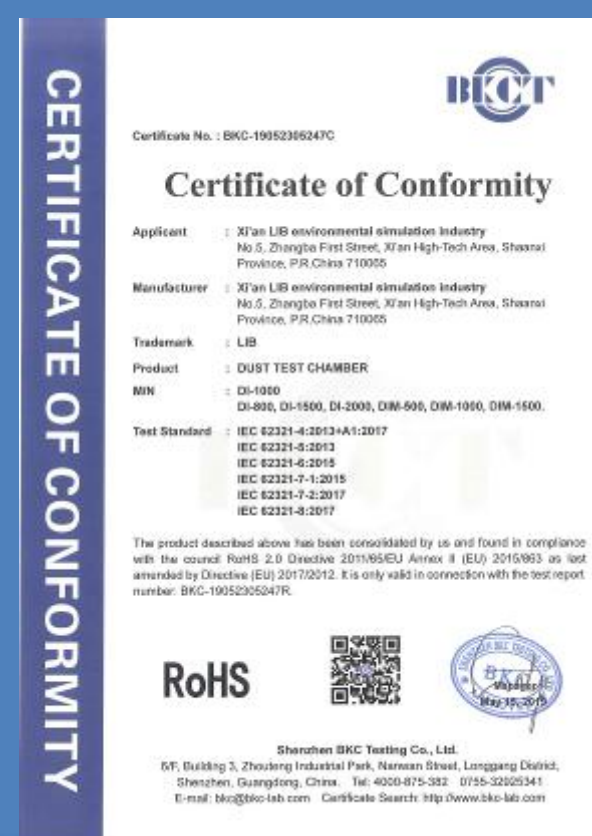 CERTIFICATE OF CONFORMITY
BKCT
Certificate No. : BKC-19052305247C
Certificate of Conformity
Applicant : XI'an LIB environmental simulation Industry
No.5, Zhangba First Street, Xi'an High-Tech Area, Shaanxi
Province, P.R.China 710065
Manufacturer : XI'an LIB environmental simulation Industry
No.5, Zhangba First Street, Xi'an High-Tech Area, Shaanxi
Province, P.R.China 710065
Trademark : LIB
Product : DUST TEST CHAMBER
M/N : DI-1000
DI-800, DI-1500, DI-2000, DIM-500, DIM-1000, DIM-1500.
Test Standard : IEC 62321-4:2013+A1:2017
IEC 62321-5:2013
IEC 62321-6:2015
IEC 62321-7-1:2015
IEC 62321-7-2:2017
IEC 62321-8:2017
The product described above has been consolidated by us and found in compliance
with the council RoHS 2.0 Directive 2011/65/EU Annex II (EU) 2015/863 as last
amended by Directive (EU) 2017/2012. It is only valid in connection with the test report
number: BKC-19052305247R.
RoHS
Manager
May 15, 2019
Shenzhen BKC Testing Co., Ltd.
6/F, Building 3, Zhouteng Industrial Park, Nanwan Street, Longgang District,
Shenzhen, Guangdong, China. Tel: 4000-875-382 0755-32025341
E-mail: bkc@bkc-lab.com Certificate Search: http://www.bkc-lab.com